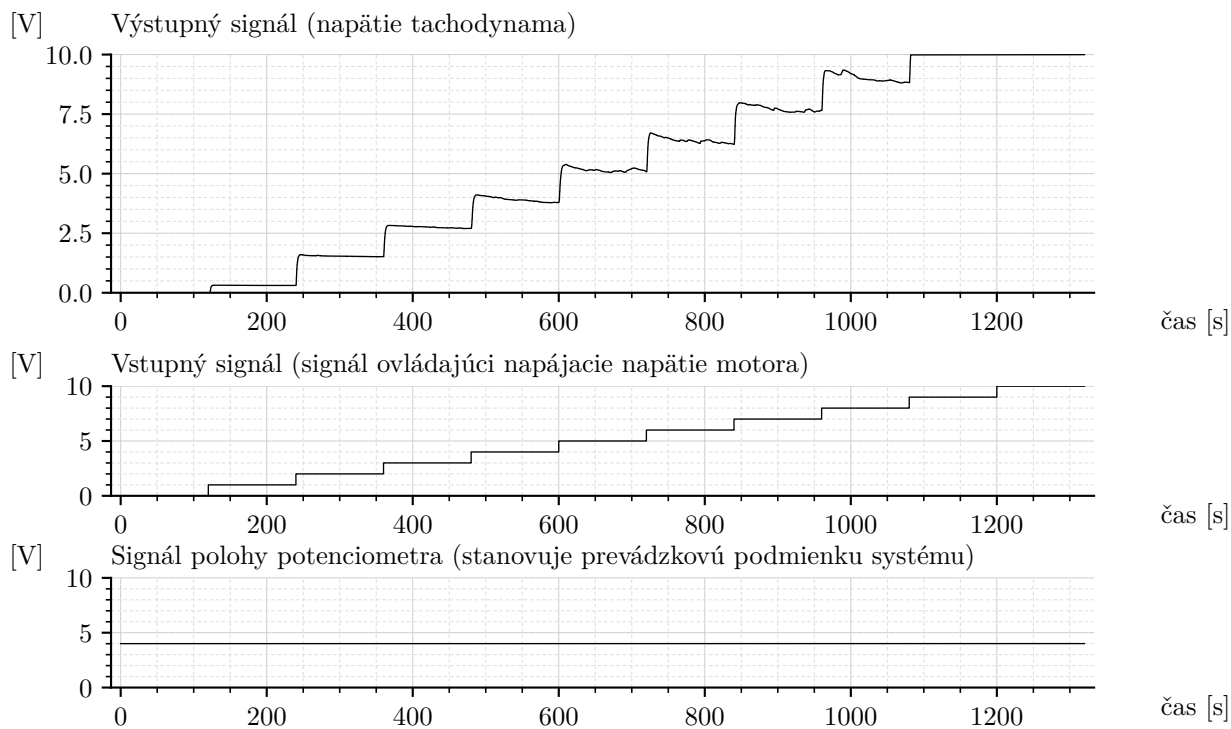 [V] Výstupný signál (napätie tachodynama)
10.0
7.5
5.0
2.5
0.0
0 200 400 600 800 1000 1200
čas [s]
[V] Vstupný signál (signál ovládajúci napájacie napätie motora)
10
5
0
0 200 400 600 800 1000 1200
čas [s]
[V] Signál polohy potenciometra (stanovuje prevádzkovú podmienku systému)
10
5
0
0 200 400 600 800 1000 1200
čas [s]